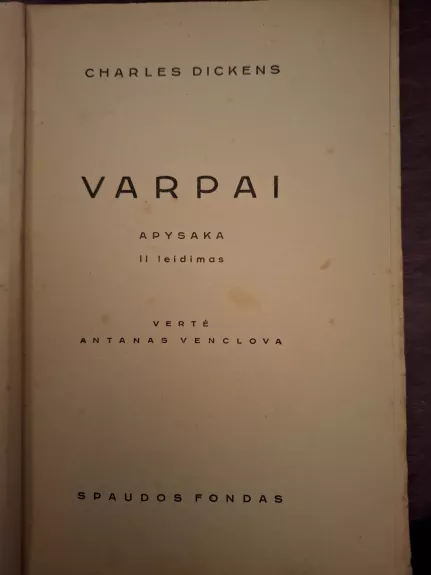 CHARLES DICKENS
VARPAI
APYSAKA
II leidimas
VERTĖ
ANTANAS VENCLOVA
SPAUDOS FONDAS